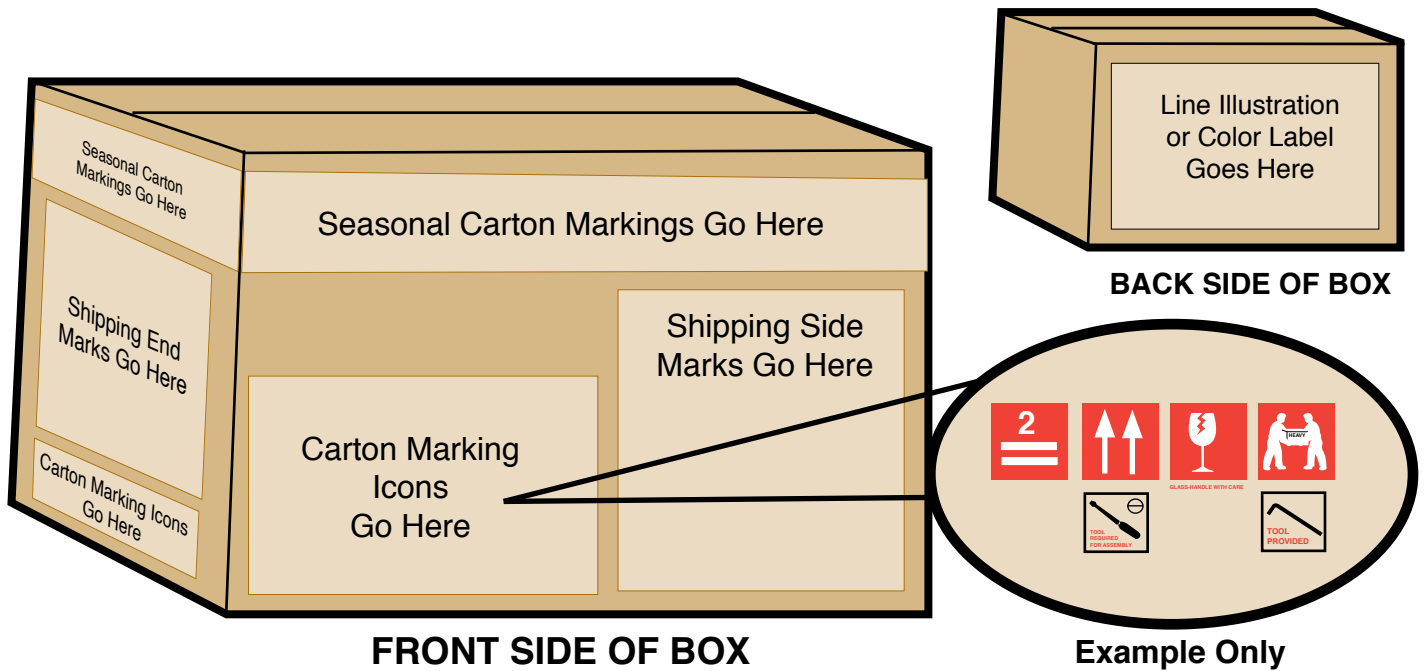 Seasonal Carton
Markings Go Here
Shipping End
Marks Go Here
Carton Marking Icons
Go Here
Seasonal Carton Markings Go Here
Carton Marking
Icons
Go Here
Shipping Side
Marks Go Here
FRONT SIDE OF BOX
Line Illustration
or Color Label
Goes Here
BACK SIDE OF BOX
2
HEAVY
GLASS-HANDLE WITH CARE
TOOL
REQUIRED
FOR ASSEMBLY
TOOL
PROVIDED
Example Only